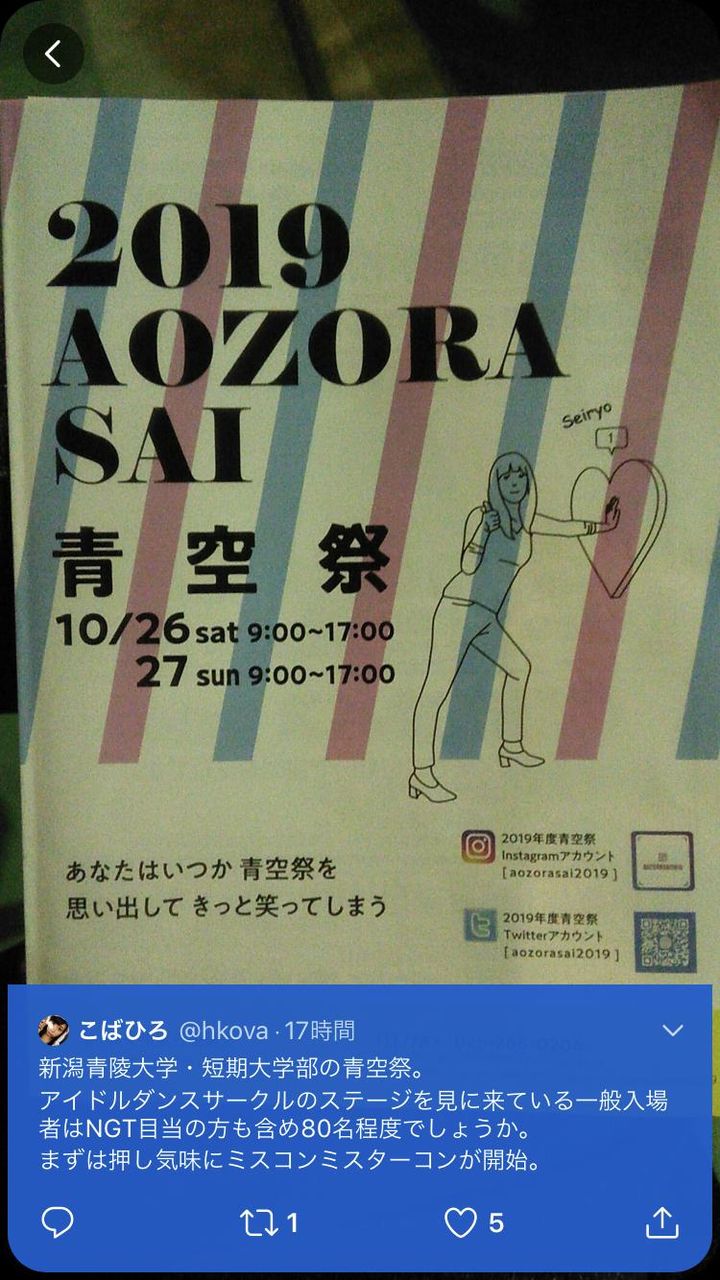 2019
AOZORA
SAI
Seiryo
1
青空祭
10/26 sat 9:00~17:00
27 sun 9:00~17:00
あなたはいつか 青空祭を
思い出して きっと笑ってしまう
2019年度青空祭
Instagramアカウント
[ aozorasai2019 ]
2019年度青空祭
Twitterアカウント
[ aozorasai2019 ]
こばひろ @hkova · 17時間
新潟青陵大学・短期大学部の青空祭。
アイドルダンスサークルのステージを見に来ている一般入場
者はNGT目当の方も含め80名程度でしょうか。
まずは押し気味にミスコンミスターコンが開始。
1
5